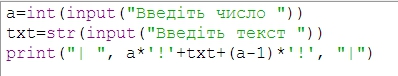 a=int(input("Введіть число "))
txt=str(input("Введіть текст "))
print("| ", a*'!'+txt+(a-1)*'!', "|")